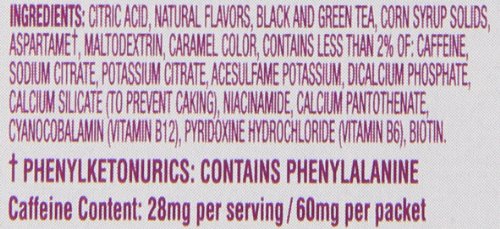 INGREDIENTS: CITRIC ACID, NATURAL FLAVORS, BLACK AND GREEN TEA, CORN SYRUP SOLIDS,
ASPARTAME†, MALTODEXTRIN, CARAMEL COLOR, CONTAINS LESS THAN 2% OF: CAFFEINE,
SODIUM CITRATE, POTASSIUM CITRATE, ACESULFAME POTASSIUM, DICALCIUM PHOSPHATE,
CALCIUM SILICATE (TO PREVENT CAKING), NIACINAMIDE, CALCIUM PANTOTHENATE,
CYANOCOBALAMIN (VITAMIN B12), PYRIDOXINE HYDROCHLORIDE (VITAMIN B6), BIOTIN.
† PHENYLKETONURICS: CONTAINS PHENYLALANINE
Caffeine Content: 28mg per serving / 60mg per packet